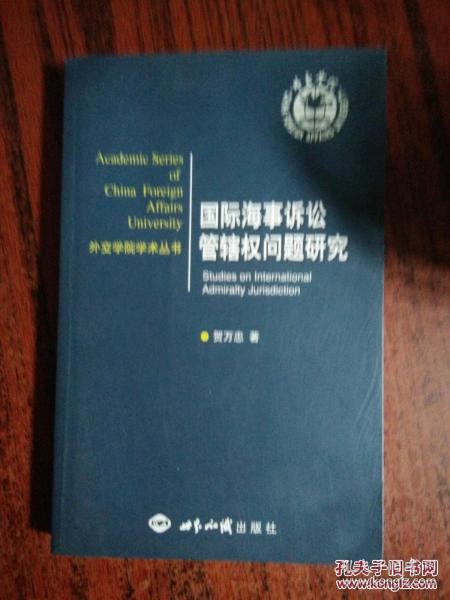 Academic Series
of
China Foreign
Affairs
University
外交学院学术丛书
国际海事诉讼
管辖权问题研究
Studies on International
Admiralty Jurisdiction
贺万忠 著
世界知识出版社
孔夫子旧书网
www.kongfz.com